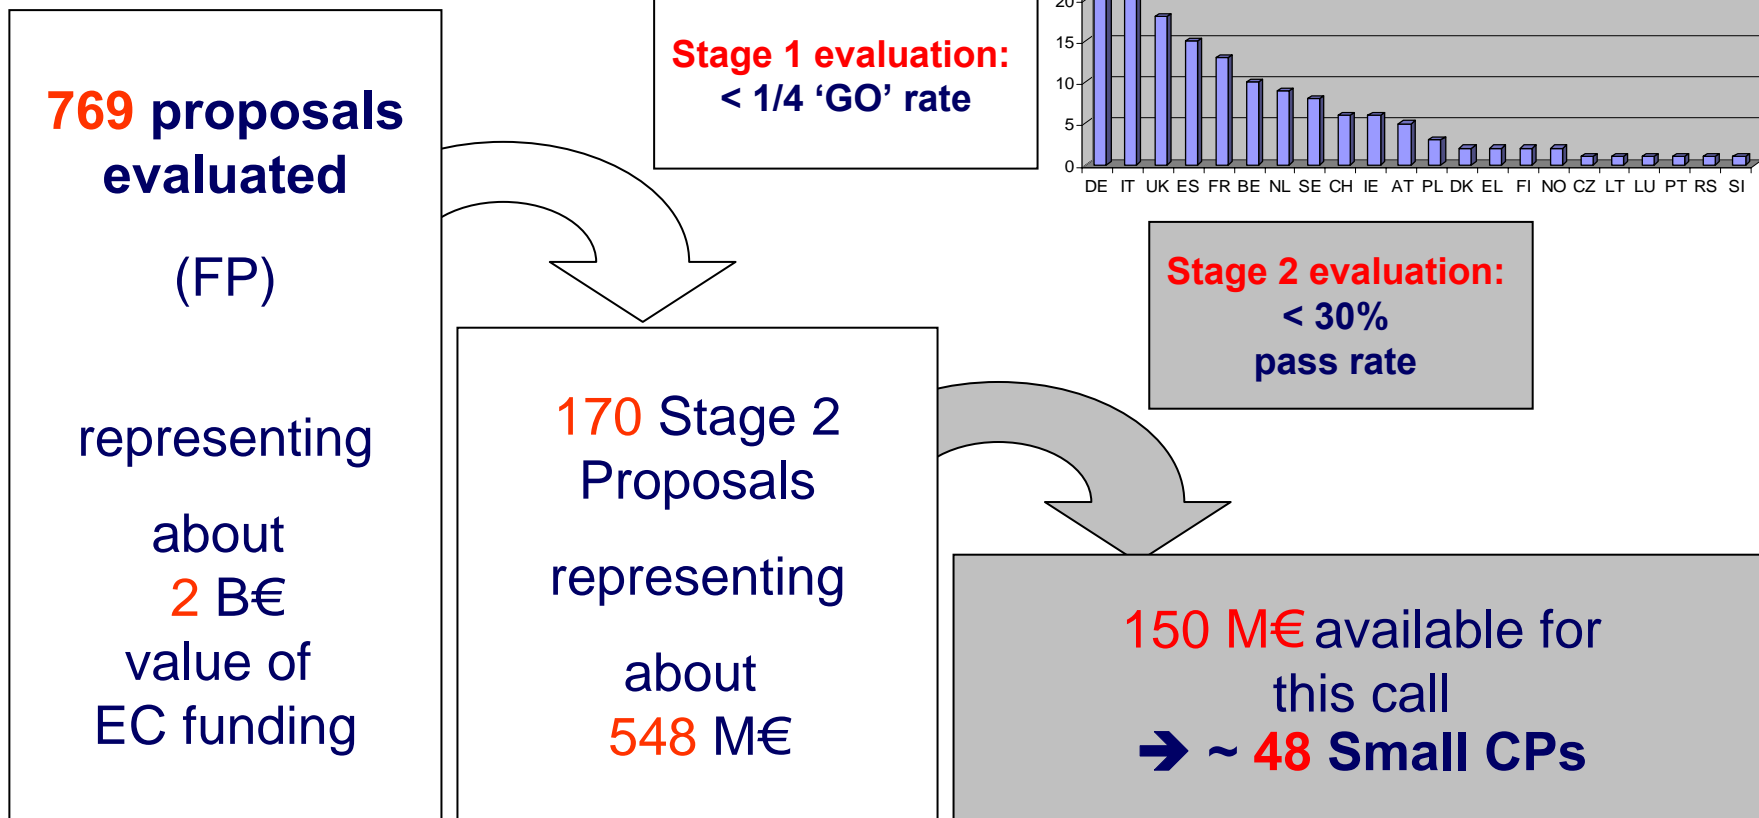 769 proposals
evaluated
(FP)
representing
about
2 B€
value of
EC funding
Stage 1 evaluation:
< 1/4 ‘GO’ rate
20
15
10
5
0
DE IT UK ES FR BE NL SE CH IE AT PL DK EL FI NO CZ LT LU PT RS SI
Stage 2 evaluation:
< 30%
pass rate
170 Stage 2
Proposals
representing
about
548 M€
150 M€ available for
this call
➔ ~ 48 Small CPs